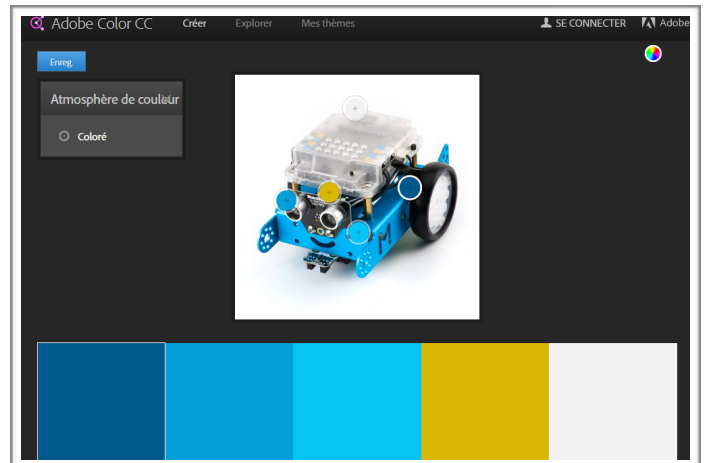 Adobe Color CC Créer Explorer Mes thèmes SE CONNECTER Adobe
Enreg.
Atmosphère de couleur
Coloré
M